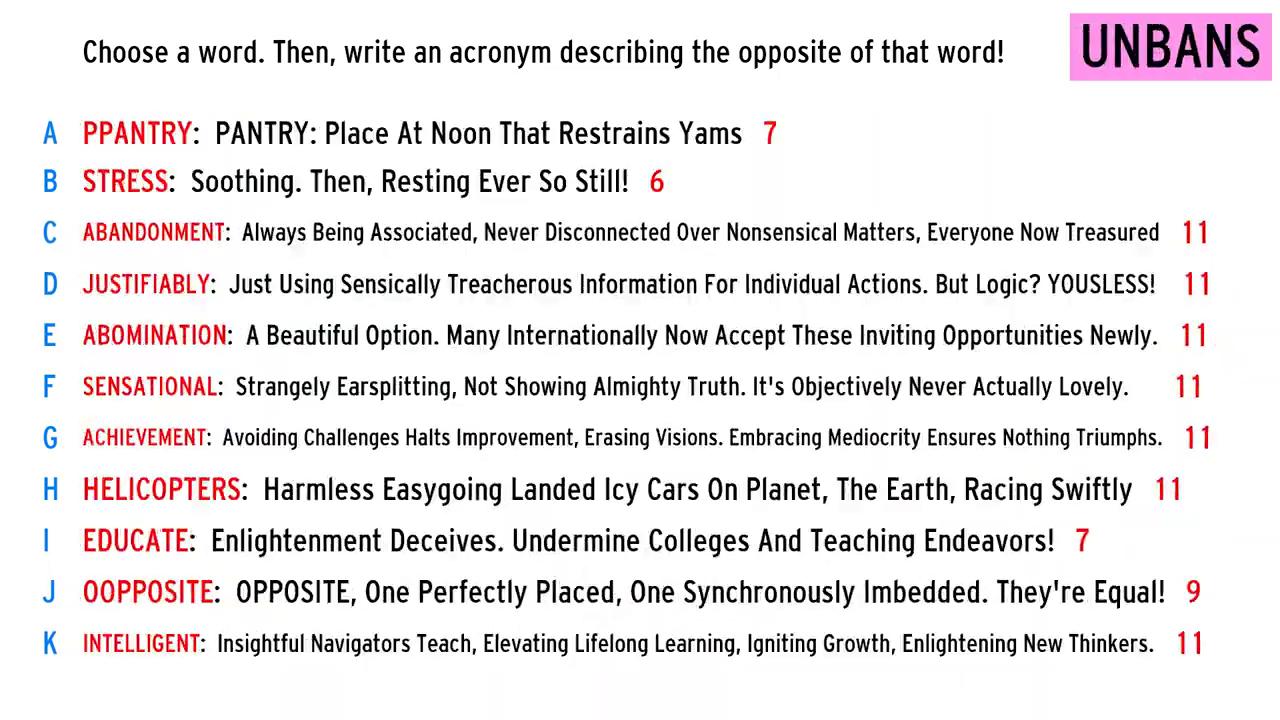 Choose a word. Then, write an acronym describing the opposite of that word!
UNBANS
A PPANTRY: PANTRY: Place At Noon That Restrains Yams 7
B STRESS: Soothing. Then, Resting Ever So Still! 6
C ABANDONMENT: Always Being Associated, Never Disconnected Over Nonsensical Matters, Everyone Now Treasured 11
D JUSTIFIABLY: Just Using Sensically Treacherous Information For Individual Actions. But Logic? YOUSLESS! 11
E ABOMINATION: A Beautiful Option. Many Internationally Now Accept These Inviting Opportunities Newly. 11
F SENSATIONAL: Strangely Earsplitting, Not Showing Almighty Truth. It's Objectively Never Actually Lovely. 11
G ACHIEVEMENT: Avoiding Challenges Halts Improvement, Erasing Visions. Embracing Mediocrity Ensures Nothing Triumphs. 11
H HELICOPTERS: Harmless Easygoing Landed Icy Cars On Planet, The Earth, Racing Swiftly 11
I EDUCATE: Enlightenment Deceives. Undermine Colleges And Teaching Endeavors! 7
J OOPPOSITE: OPPOSITE, One Perfectly Placed, One Synchronously Imbedded. They're Equal! 9
K INTELLIGENT: Insightful Navigators Teach, Elevating Lifelong Learning, Igniting Growth, Enlightening New Thinkers. 11